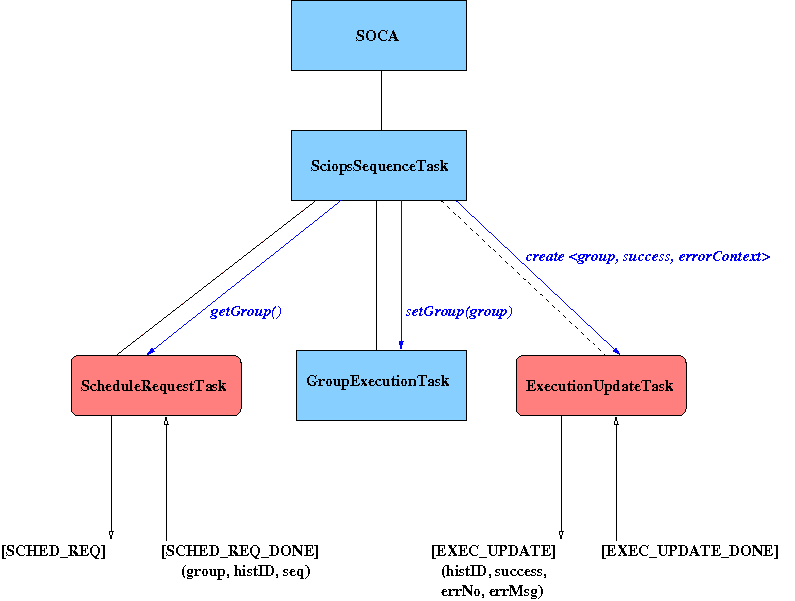 SOCA
SciopsSequenceTask
create <group, success, errorContext>
getGroup()
setGroup(group)
ScheduleRequestTask
GroupExecutionTask
ExecutionUpdateTask
[SCHED_REQ]
[SCHED_REQ_DONE]
(group, histID, seq)
[EXEC_UPDATE]
(histID, success,
errNo, errMsg)
[EXEC_UPDATE_DONE]